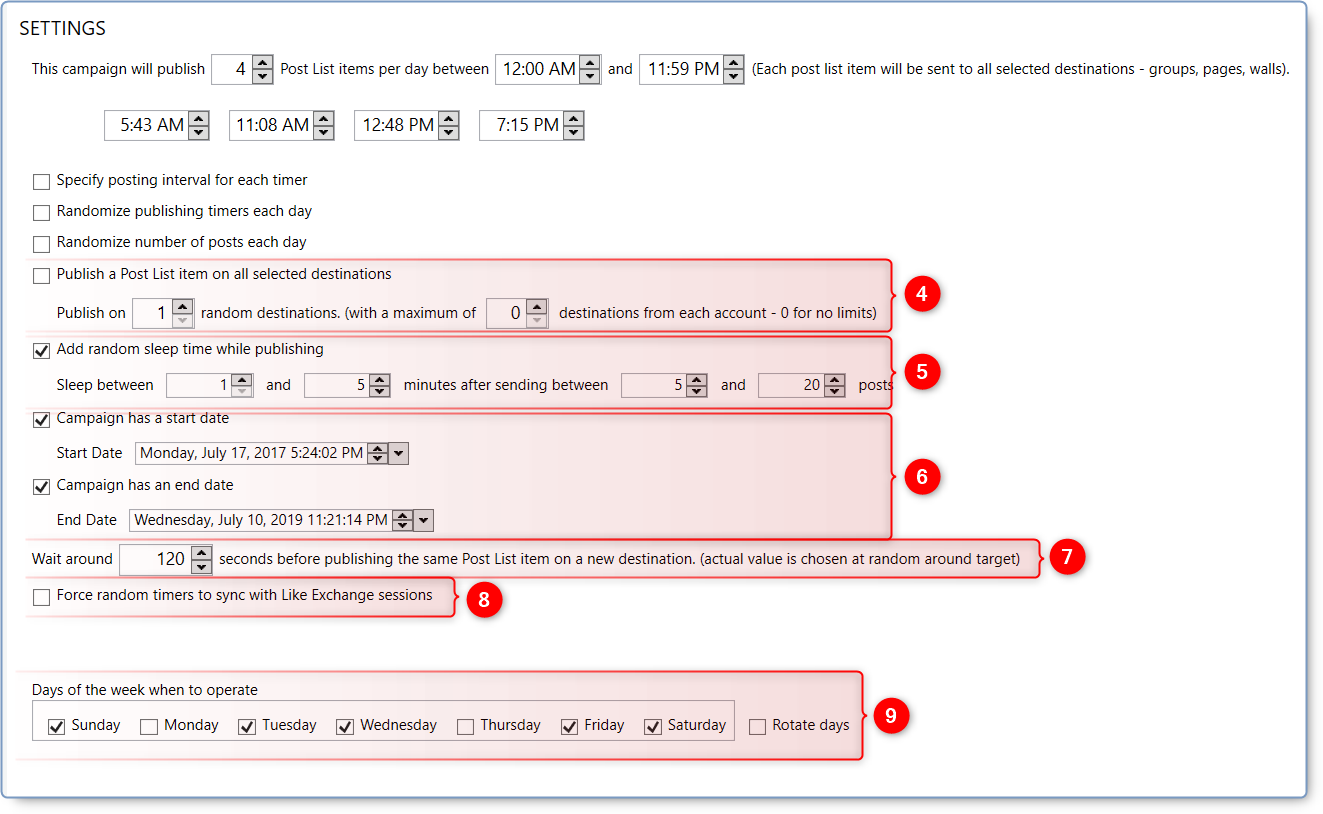 SETTINGS
This campaign will publish 4 Post List items per day between 12:00 AM and 11:59 PM (Each post list item will be sent to all selected destinations - groups, pages, walls).
5:43 AM 11:08 AM 12:48 PM 7:15 PM
Specify posting interval for each timer
Randomize publishing timers each day
Randomize number of posts each day
Publish a Post List item on all selected destinations
4
Publish on 1 random destinations. (with a maximum of 0 destinations from each account - 0 for no limits)
Add random sleep time while publishing
5
Sleep between 1 and 5 minutes after sending between 5 and 20 posts
Campaign has a start date
Start Date Monday, July 17, 2017 5:24:02 PM
6
Campaign has an end date
End Date Wednesday, July 10, 2019 11:21:14 PM
Wait around 120 seconds before publishing the same Post List item on a new destination. (actual value is chosen at random around target) 7
Force random timers to sync with Like Exchange sessions 8
Days of the week when to operate
Sunday Monday Tuesday Wednesday Thursday Friday Saturday Rotate days 9